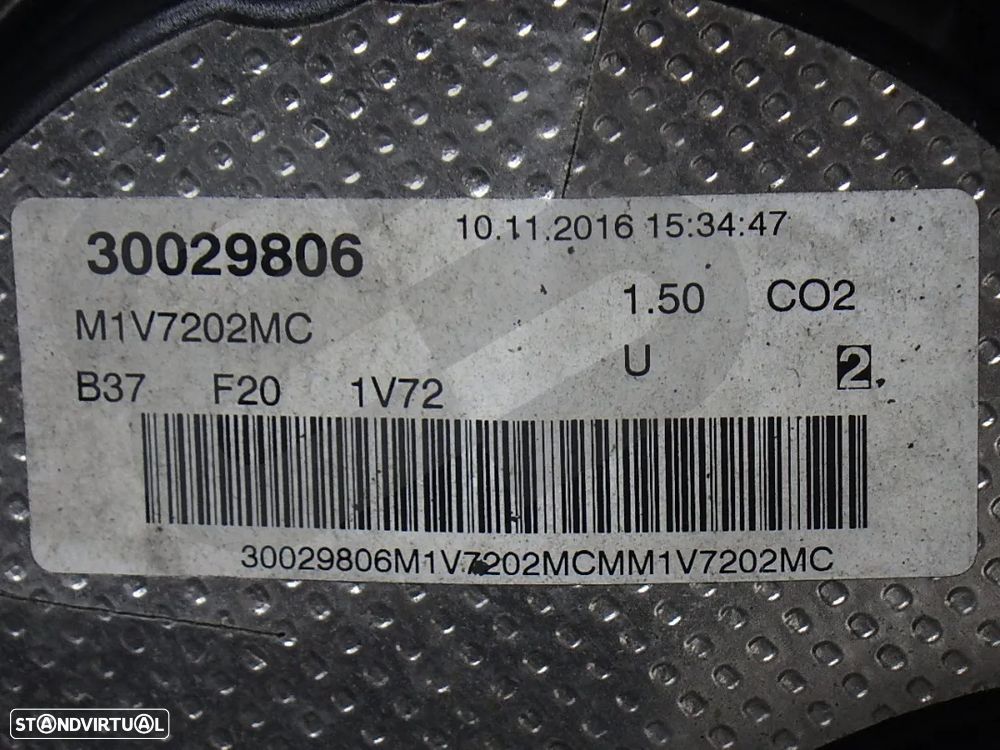 10.11.2016 15:34:47
30029806
1.50 CO2
M1V7202MC
U 2.
B37 F20 1V72
30029806M1V7202MCMM1V7202MC
STANDVIRTUAL